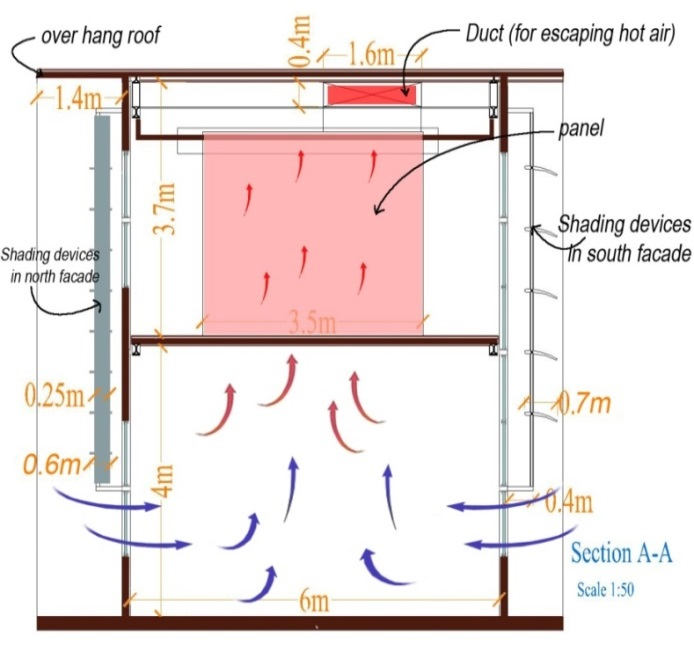 over hang roof
0.4m
1.6m
Duct (for escaping hot air)
1.4m
panel
3.7m
Shading devices
in north facade
Shading devices
in south facade
3.5m
0.25m
0.7m
0.6m
4m
0.4m
Section A-A
Scale 1:50
6m